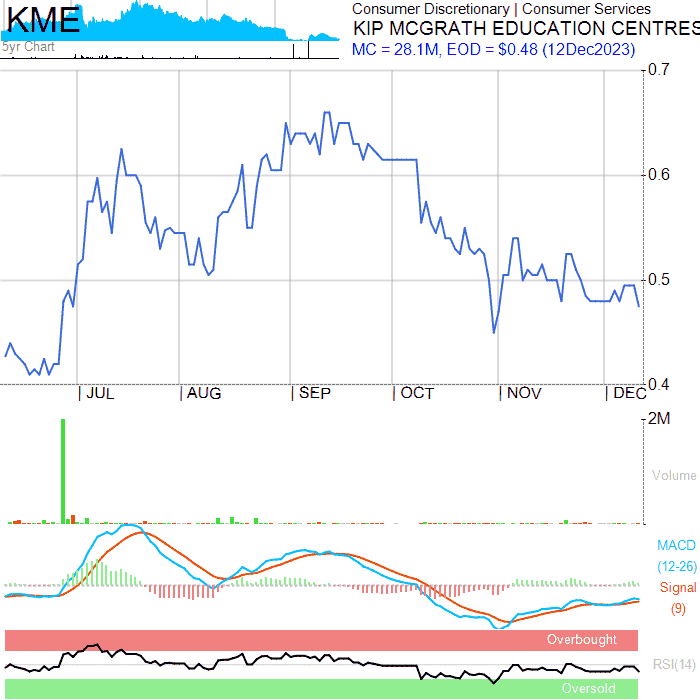 KME
5yr Chart
Consumer Discretionary | Consumer Services
KIP MCGRATH EDUCATION CENTRES
MC = 28.1M, EOD = $0.48 (12Dec2023)
0.7
0.6
0.5
0.4
| JUL | AUG | SEP | OCT | NOV | DEC
2M
Volume
MACD
(12-26)
Signal
(9)
Overbought
RSI(14)
Oversold